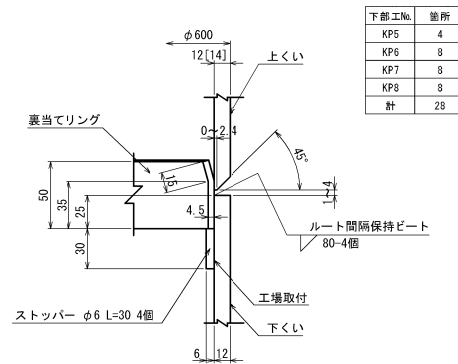 下部工No. 箇所
KP5 4
KP6 8
KP7 8
KP8 8
計 28
φ600
12[14]
上くい
裏当てリング
0～2.4
45°
15
50
35
25
30
4.5
1～4
ルート間隔保持ビート
80-4個
工場取付
ストッパー φ6 L=30 4個
下くい
6 12